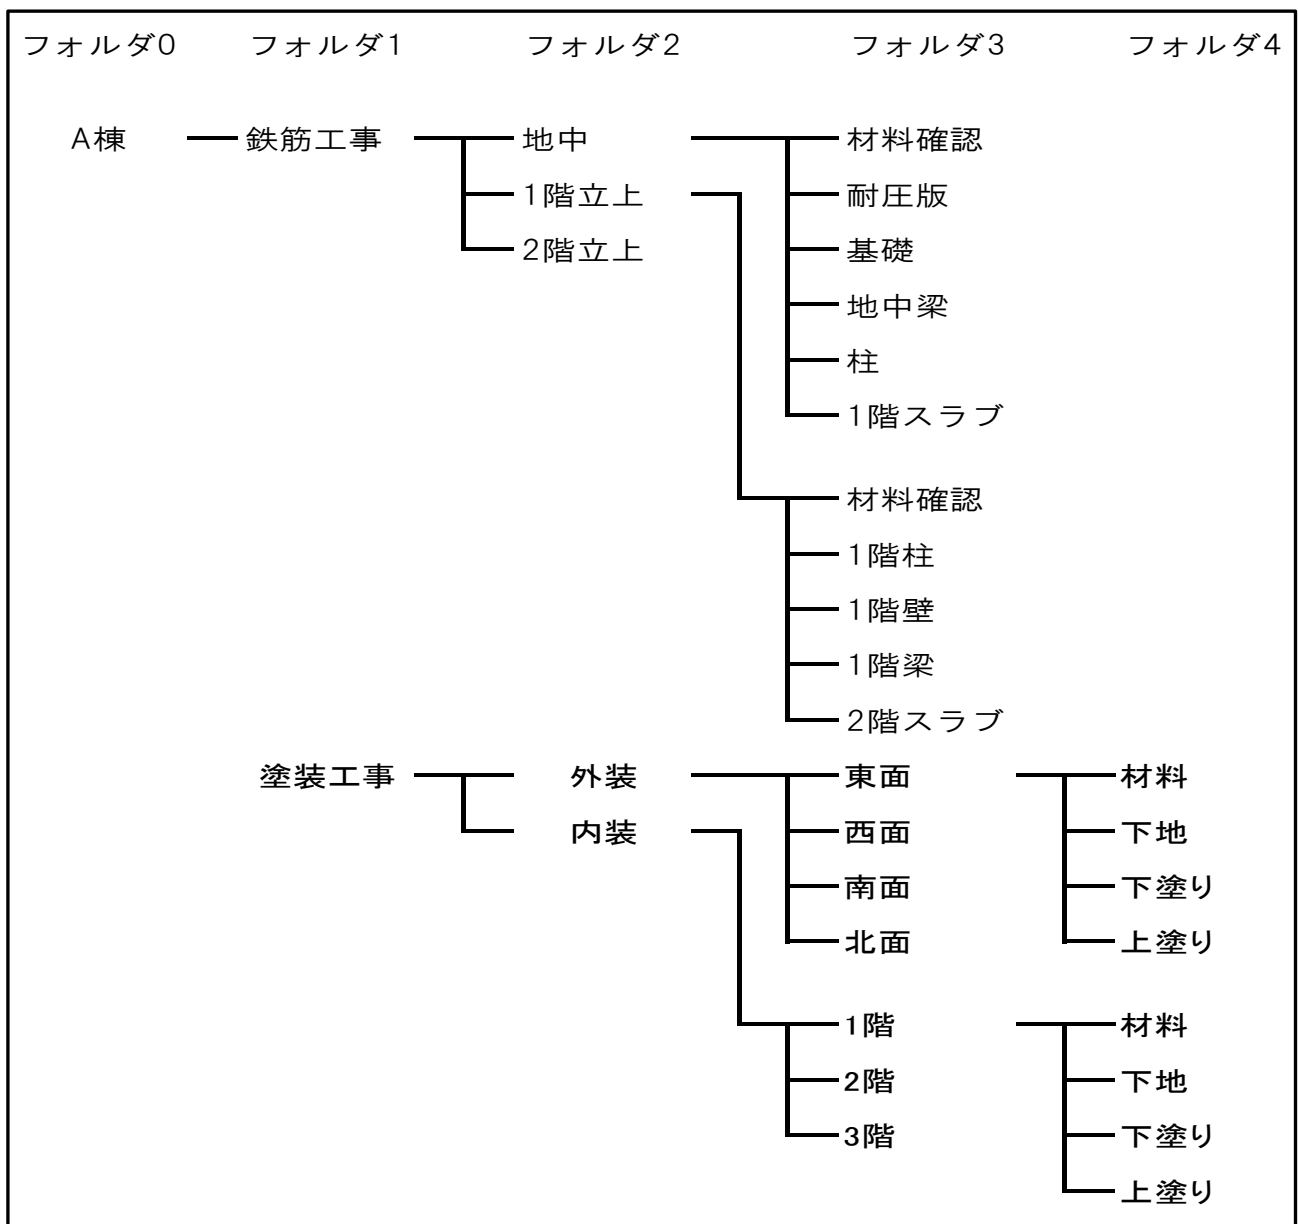 フォルダ0 フォルダ1 フォルダ2 フォルダ3 フォルダ4
A棟 鉄筋工事 地中 材料確認
1階立上 耐圧版
2階立上 基礎
地中梁
柱
1階スラブ
材料確認
1階柱
1階壁
1階梁
2階スラブ
塗装工事 外装 東面 材料
内装 西面 下地
南面 下塗り
北面 上塗り
1階 材料
2階 下地
3階 下塗り
上塗り